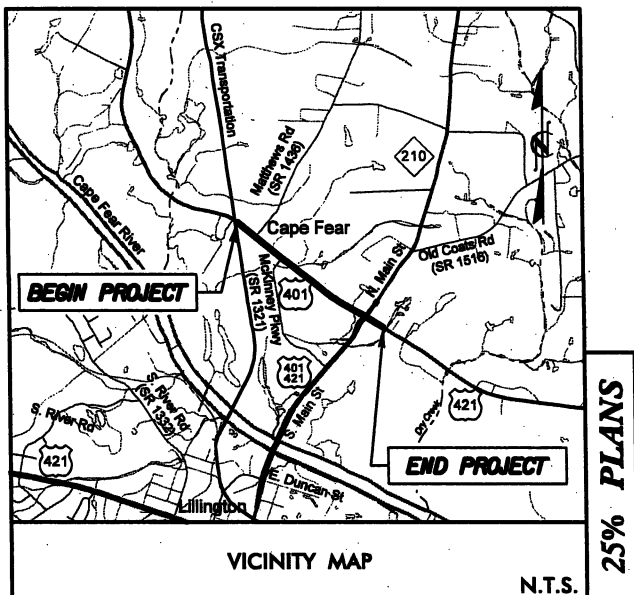 CSX Transportation
Matthews Rd
(SR 1436)
210
Cape Fear River
Cape Fear
N. Main St
Old Coats Rd
(SR 1516)
BEGIN PROJECT
McKinney Pkwy
(SR 1321)
401
401
421
S. Main St
S. River Rd
(SR 1332)
S. River Rd
Dry Creek
421
421
END PROJECT
E. Duncan St
Lillington
25% PLANS
VICINITY MAP
N.T.S.